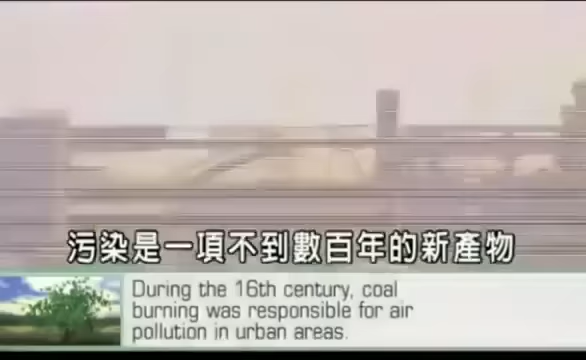 污染是一項不到數百年的新產物
During the 16th century, coal
burning was responsible for air
pollution in urban areas.